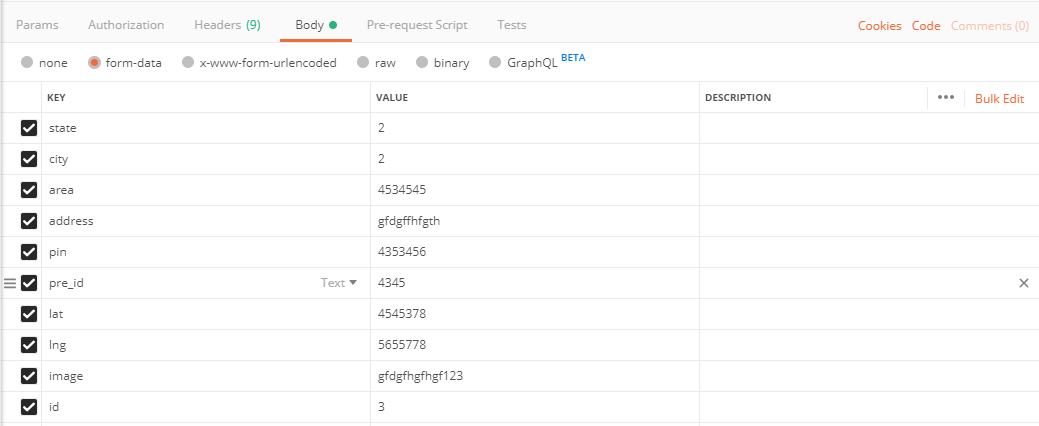 Params Authorization Headers (9) Body Pre-request Script Tests Cookies Code Comments (0)
none form-data x-www-form-urlencoded raw binary GraphQL BETA
KEY VALUE DESCRIPTION ••• Bulk Edit
state 2
city 2
area 4534545
address gfdgffhfgth
pin 4353456
pre_id Text 4345
lat 4545378
lng 5655778
image gfdgfhgfhgf123
id 3